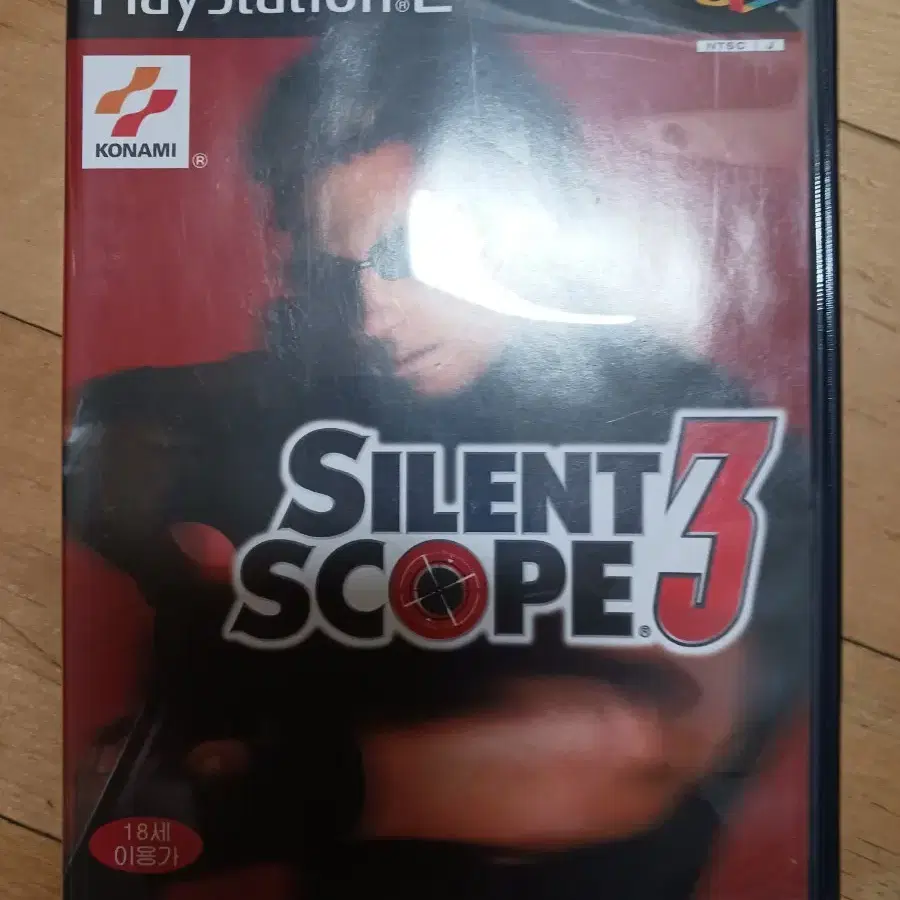 PlayStation®2
NTSC J
KONAMI ®
SILENT
SCOPE® 3
18세
이용가